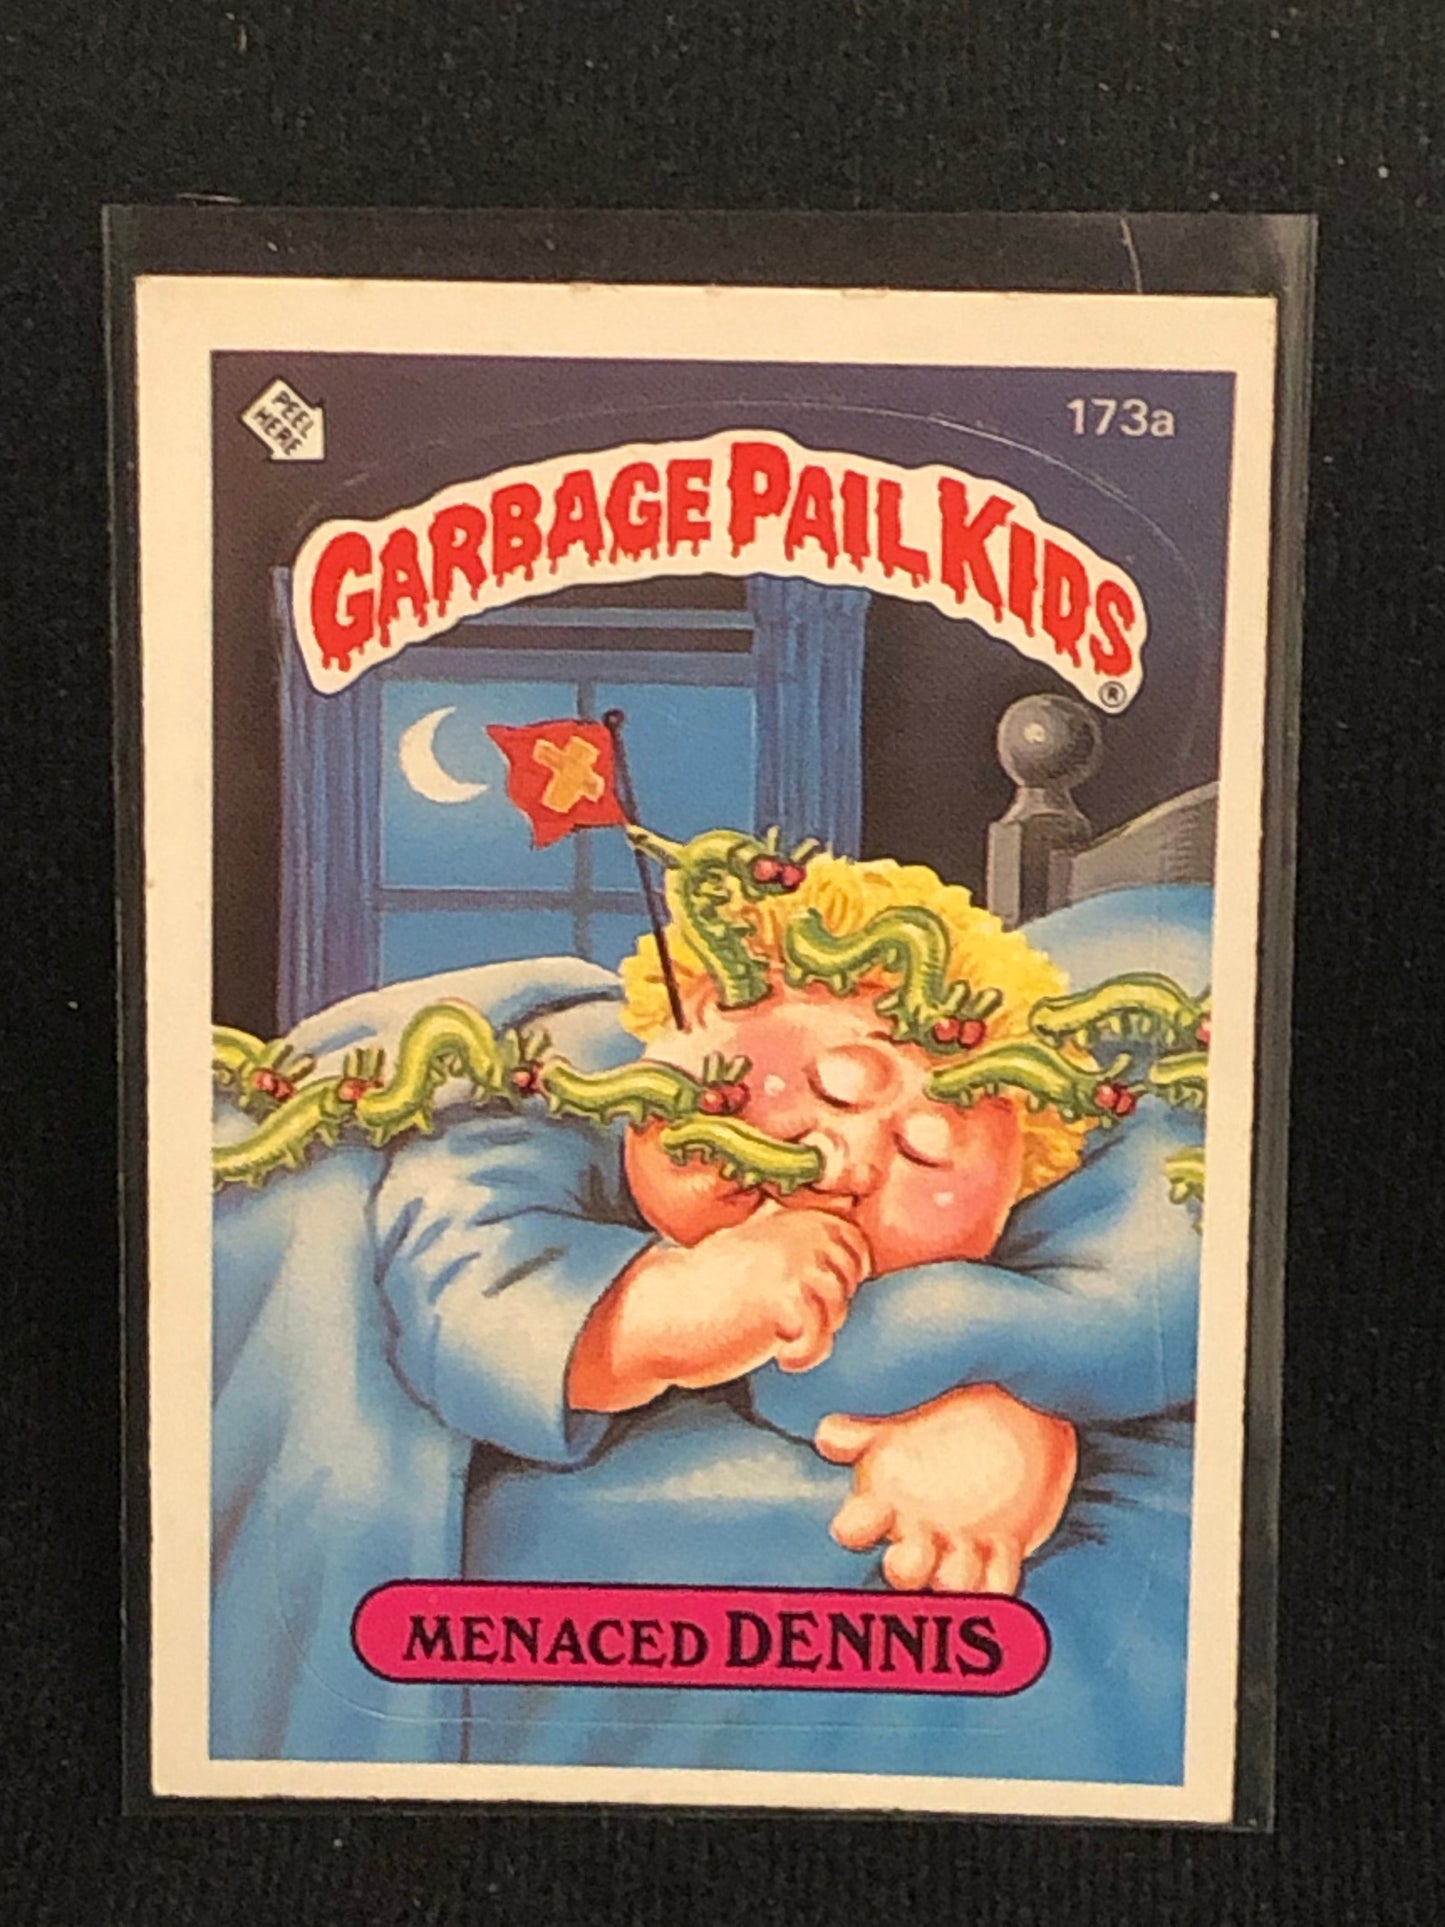 PEEL
HERE
173a
GARBAGE PAIL KIDS
®
MENACED DENNIS